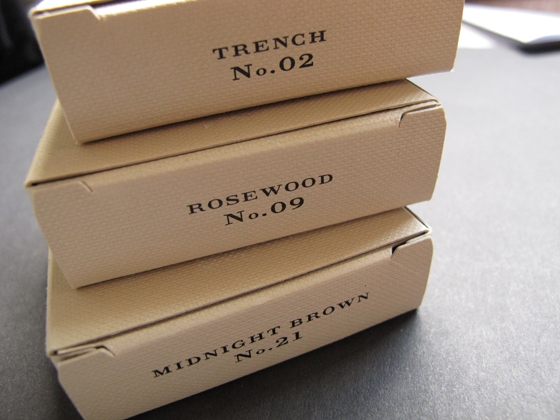 TRENCH
No.02
ROSEWOOD
No.09
MIDNIGHT BROWN
No.21